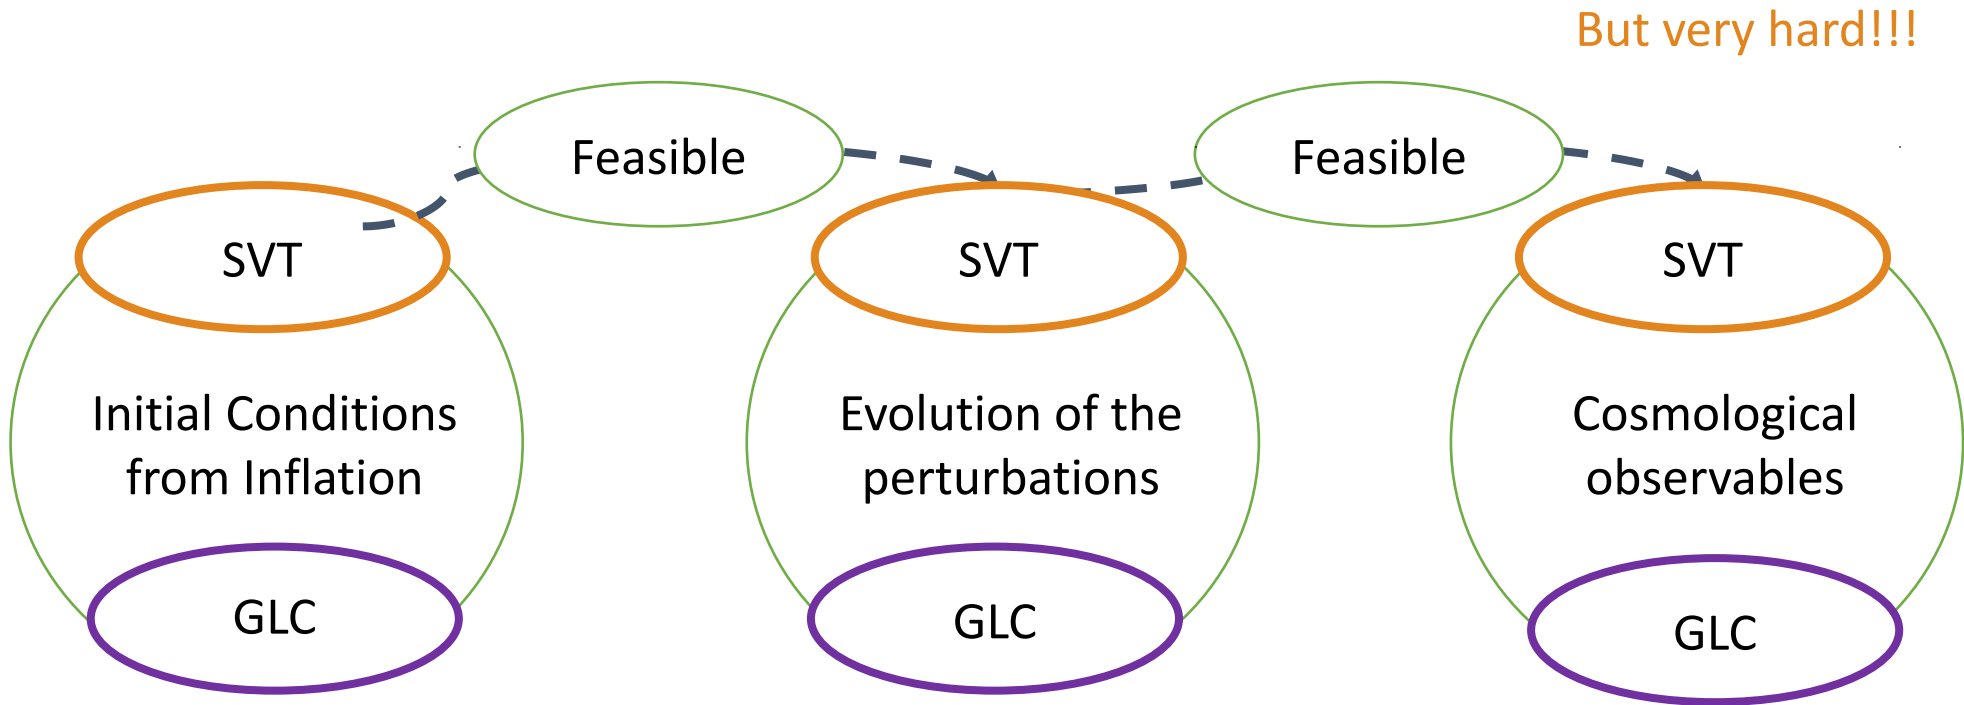 But very hard!!!
Feasible
Feasible
SVT
SVT
SVT
Initial Conditions
from Inflation
Evolution of the
perturbations
Cosmological
observables
GLC
GLC
GLC